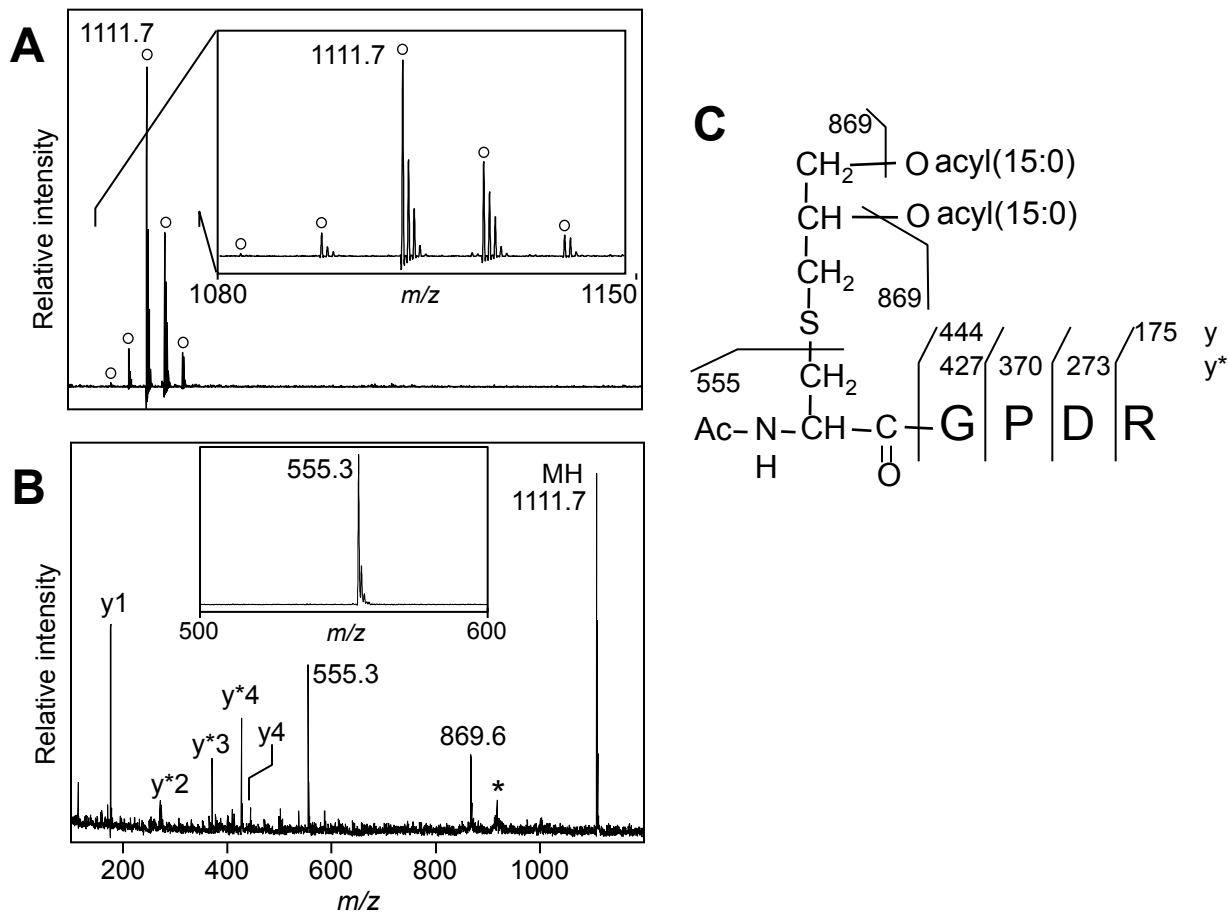 A
1111.7
1111.7
Relative intensity
1080
m/z
1150
B
555.3
MH
1111.7
500
600
m/z
y1
y*2
y*3
y*4
y4
555.3
869.6
*
Relative intensity
200
400
600
800
1000
m/z
C
869
CH2 O acyl(15:0)
CH O acyl(15:0)
CH2
869
S
444
175 y
555
CH2
427 370 273 y*
Ac-N-CH-C-G P D R
H
O